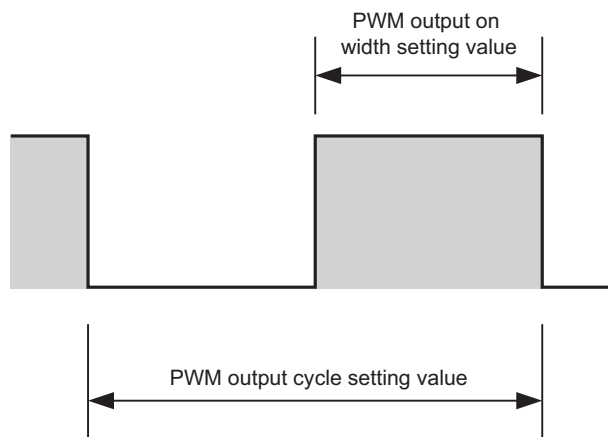 PWM output on
width setting value
PWM output cycle setting value